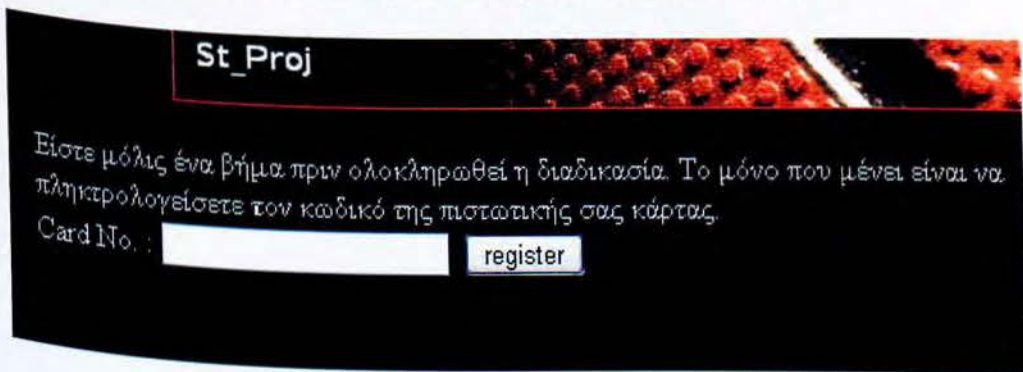 St_Proj
Είστε μόλις ένα βήμα πριν ολοκληρωθεί η διαδικασία. Το μόνο που μένει είναι να
πληκτρολογείσετε τον κωδικό της πιστωτικής σας κάρτας.
Card No. : register